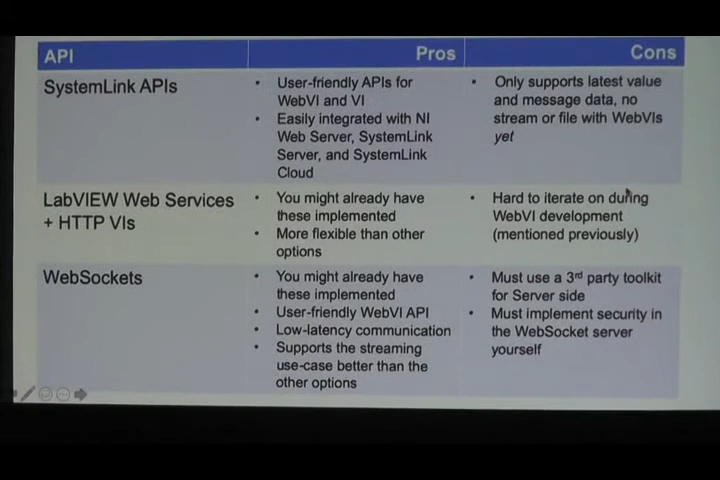 API Pros Cons
SystemLink APIs
• User-friendly APIs for
WebVI and VI
• Easily integrated with NI
Web Server, SystemLink
Server, and SystemLink
Cloud
• Only supports latest value
and message data, no
stream or file with WebVIs
yet
LabVIEW Web Services
+ HTTP VIs
• You might already have
these implemented
• More flexible than other
options
• Hard to iterate on during
WebVI development
(mentioned previously)
WebSockets
• You might already have
these implemented
• User-friendly WebVI API
• Low-latency communication
• Supports the streaming
use-case better than the
other options
• Must use a 3rd party toolkit
for Server side
• Must implement security in
the WebSocket server
yourself